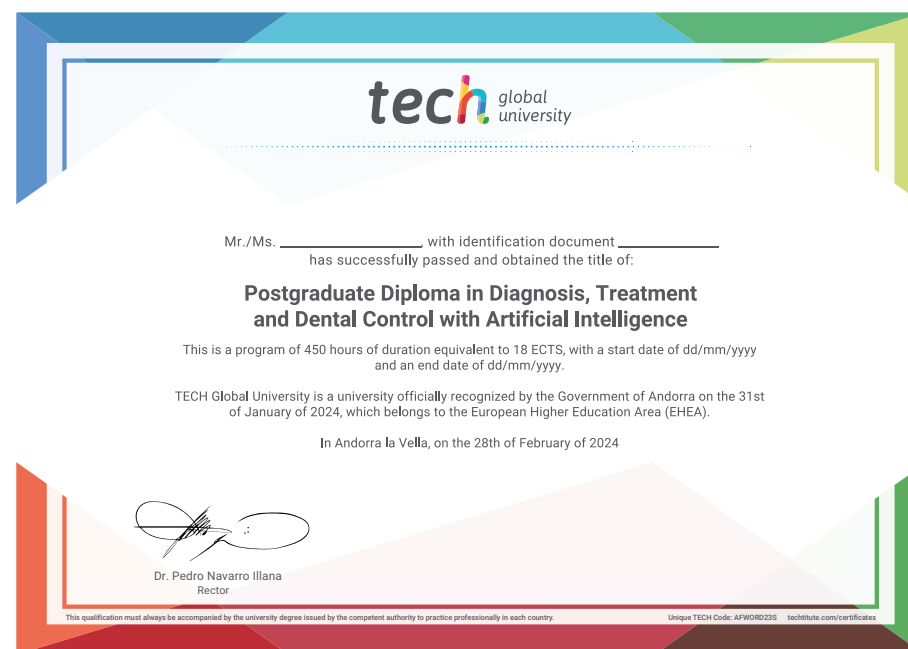 tech global university
Mr./Ms. ____________________, with identification document ______________
has successfully passed and obtained the title of:
Postgraduate Diploma in Diagnosis, Treatment
and Dental Control with Artificial Intelligence
This is a program of 450 hours of duration equivalent to 18 ECTS, with a start date of dd/mm/yyyy
and an end date of dd/mm/yyyy.
TECH Global University is a university officially recognized by the Government of Andorra on the 31st
of January of 2024, which belongs to the European Higher Education Area (EHEA).
In Andorra la Vella, on the 28th of February of 2024
Dr. Pedro Navarro Illana
Rector
This qualification must always be accompanied by the university degree issued by the competent authority to practice professionally in each country. Unique TECH Code: AFWORD23S techtitute.com/certificates